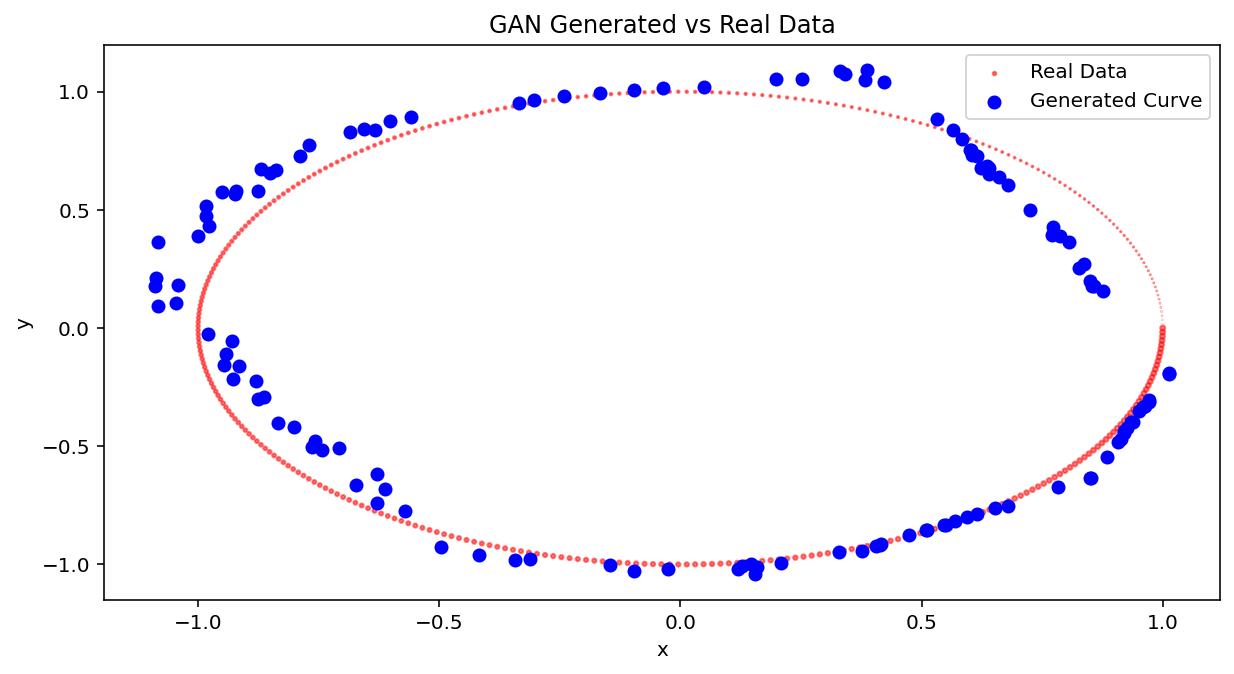 GAN Generated vs Real Data
Real Data
Generated Curve
1.0
0.5
0.0
−0.5
−1.0
y
−1.0 −0.5 0.0 0.5 1.0
x